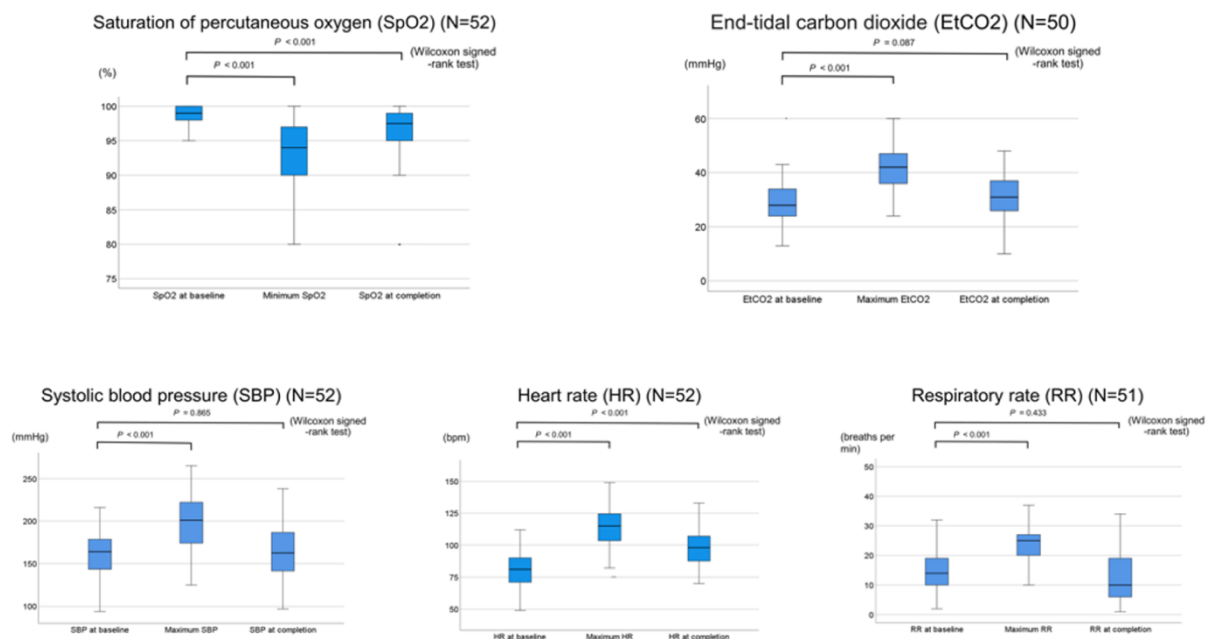 Saturation of percutaneous oxygen (SpO2) (N=52)
P < 0.001
(Wilcoxon signed
-rank test)
P < 0.001
(%)
100
95
90
85
80
75
SpO2 at baseline
Minimum SpO2
SpO2 at completion
End-tidal carbon dioxide (EtCO2) (N=50)
P = 0.087
(Wilcoxon signed
-rank test)
(mmHg)
P < 0.001
60
40
20
0
EtCO2 at baseline
Maximum EtCO2
EtCO2 at completion
Systolic blood pressure (SBP) (N=52)
P = 0.865
(Wilcoxon signed
-rank test)
(mmHg)
P < 0.001
250
200
150
100
SBP at baseline
Maximum SBP
SBP at completion
Heart rate (HR) (N=52)
P < 0.001
(Wilcoxon signed
-rank test)
(bpm)
P < 0.001
150
125
100
75
50
HR at baseline
Maximum HR
HR at completion
Respiratory rate (RR) (N=51)
P = 0.433
(Wilcoxon signed
-rank test)
(breaths per
min)
P < 0.001
50
40
30
20
10
0
RR at baseline
Maximum RR
RR at completion